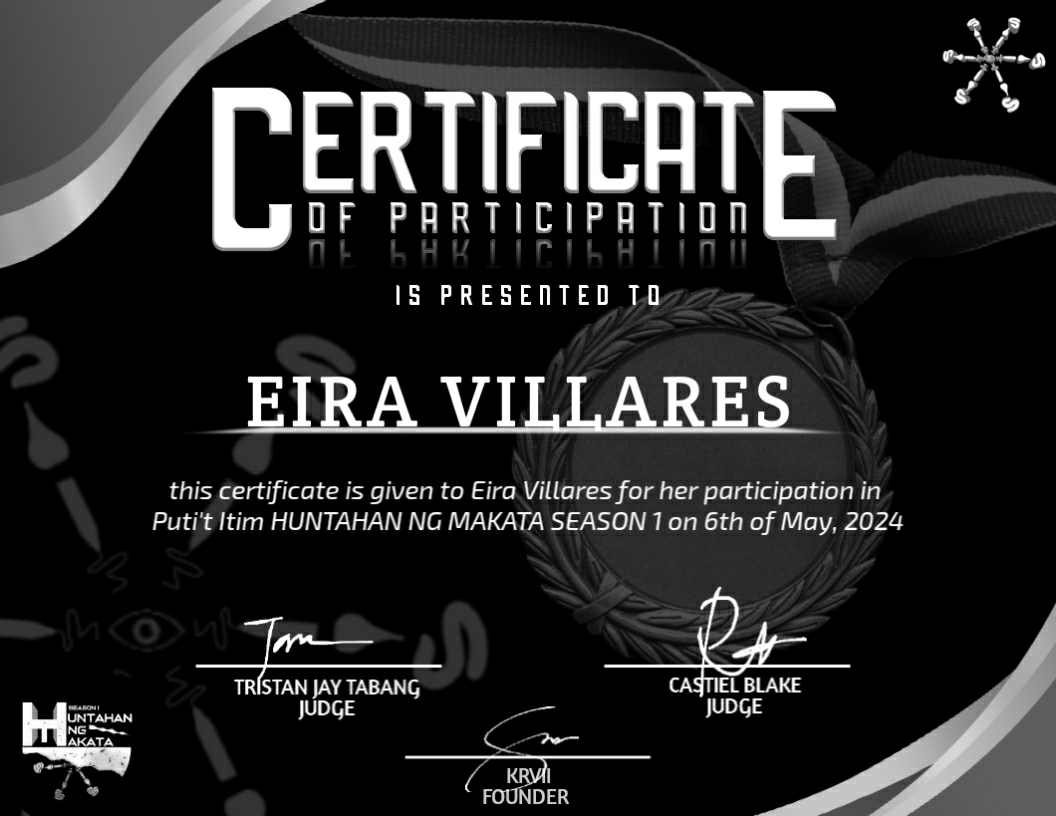 CERTIFICATE
OF PARTICIPATION
IS PRESENTED TO
EIRA VILLARES
this certificate is given to Eira Villares for her participation in
Puti't Itim HUNTAHAN NG MAKATA SEASON 1 on 6th of May, 2024
TRISTAN JAY TABANG
JUDGE
CASTIEL BLAKE
JUDGE
KRVII
FOUNDER
SEASON 1
HUNTAHAN
NG
MAKATA